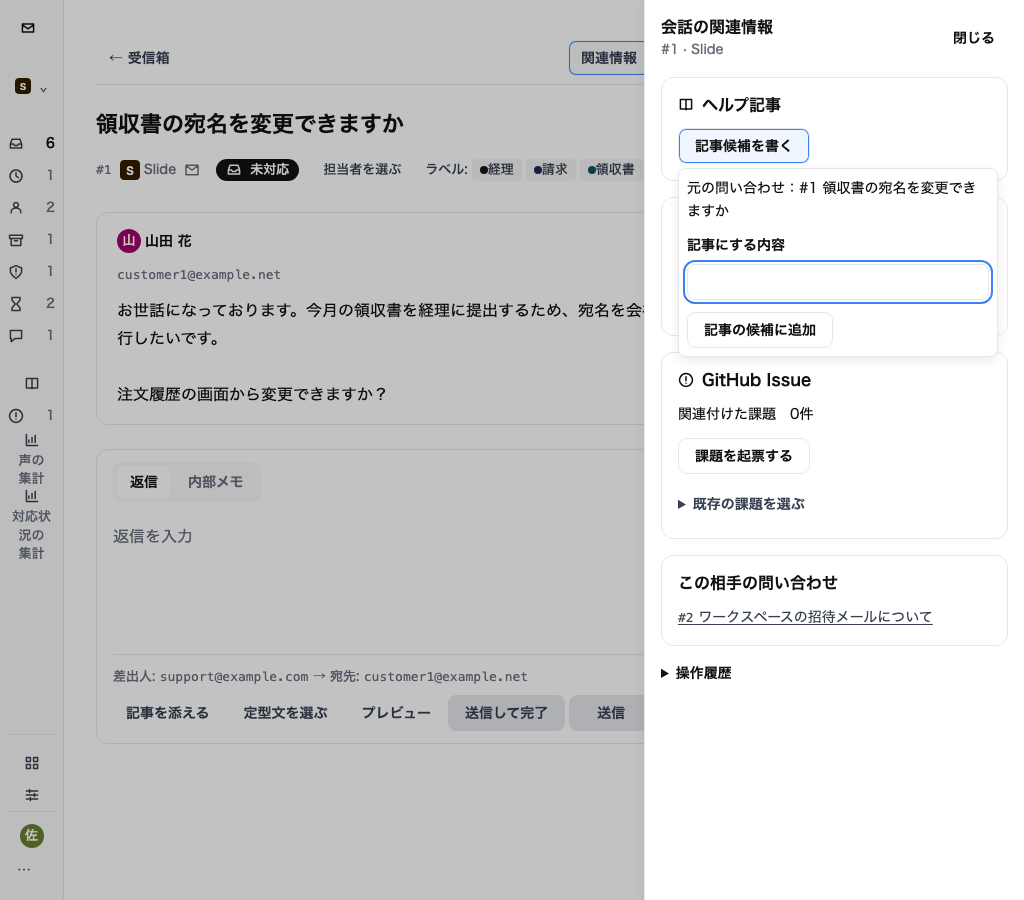 S
6
1
2
1
1
2
1
1
声の
集計
対応状
況の
集計
佐
…
← 受信箱
関連情報
領収書の宛名を変更できますか
#1 S Slide 未対応 担当者を選ぶ ラベル: 経理 請求 領収書
山 山田 花
customer1@example.net
お世話になっております。今月の領収書を経理に提出するため、宛名を会
行したいです。
注文履歴の画面から変更できますか？
返信 内部メモ
返信を入力
差出人: support@example.com → 宛先: customer1@example.net
記事を添える 定型文を選ぶ プレビュー 送信して完了 送信
会話の関連情報
#1 · Slide
閉じる
ヘルプ記事
記事候補を書く
元の問い合わせ：#1 領収書の宛名を変更でき
ますか
記事にする内容
記事の候補に追加
GitHub Issue
関連付けた課題 0件
課題を起票する
▶ 既存の課題を選ぶ
この相手の問い合わせ
#2 ワークスペースの招待メールについて
▶ 操作履歴